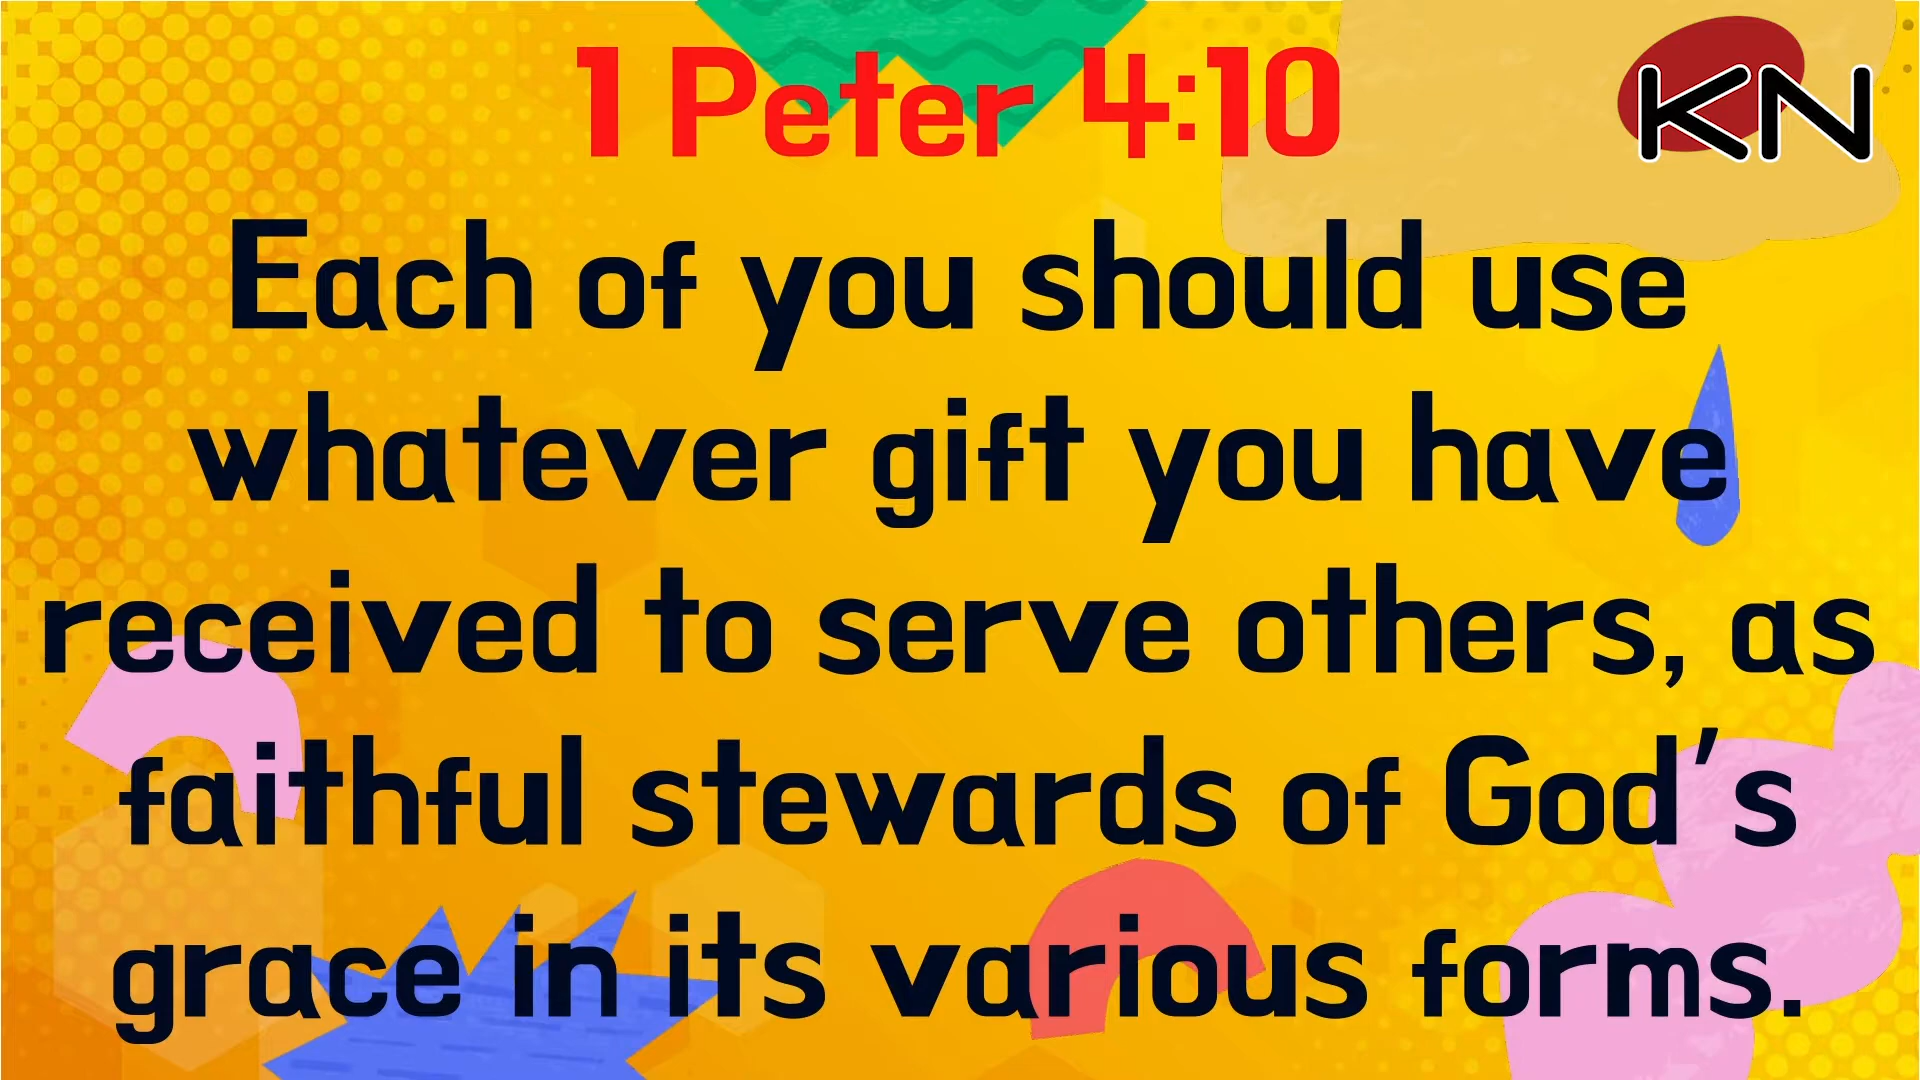 1 Peter 4:10
KN
Each of you should use
whatever gift you have
received to serve others, as
faithful stewards of God's
grace in its various forms.